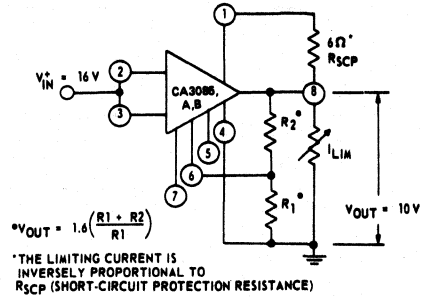 1
6Ω*
RSCP
V+IN = 16 V
2
3
CA3085,
A,B
8
4
5
6
7
R2•
R1•
ILIM
VOUT = 10 V
•VOUT = 1.6 (R1 + R2 / R1)
*THE LIMITING CURRENT IS
INVERSELY PROPORTIONAL TO
RSCP (SHORT-CIRCUIT PROTECTION RESISTANCE)